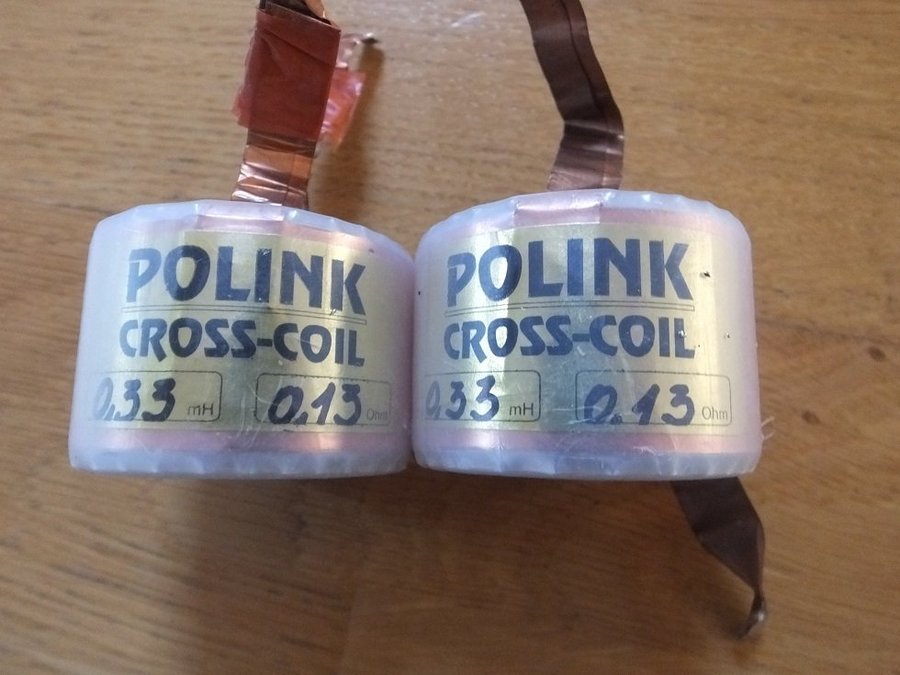 POLINK
CROSS-COIL
0,33 mH 0,13 Ohm
POLINK
CROSS-COIL
0,33 mH 0,13 Ohm